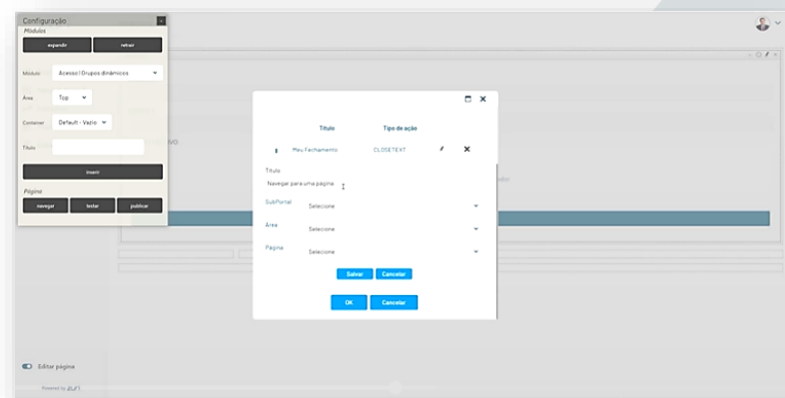 Configuração
Módulos
expandir retrair
Módulo Acesso | Grupos dinâmicos
Área Top
Container Default - Vazio
Título
inserir
Página
navegar testar publicar
Título Tipo de ação
Meu Fechamento CLOSETEXT
Título
Navegar para uma página
SubPortal Selecione
Área Selecione
Página Selecione
Salvar Cancelar
OK Cancelar
Editar página
Powered by